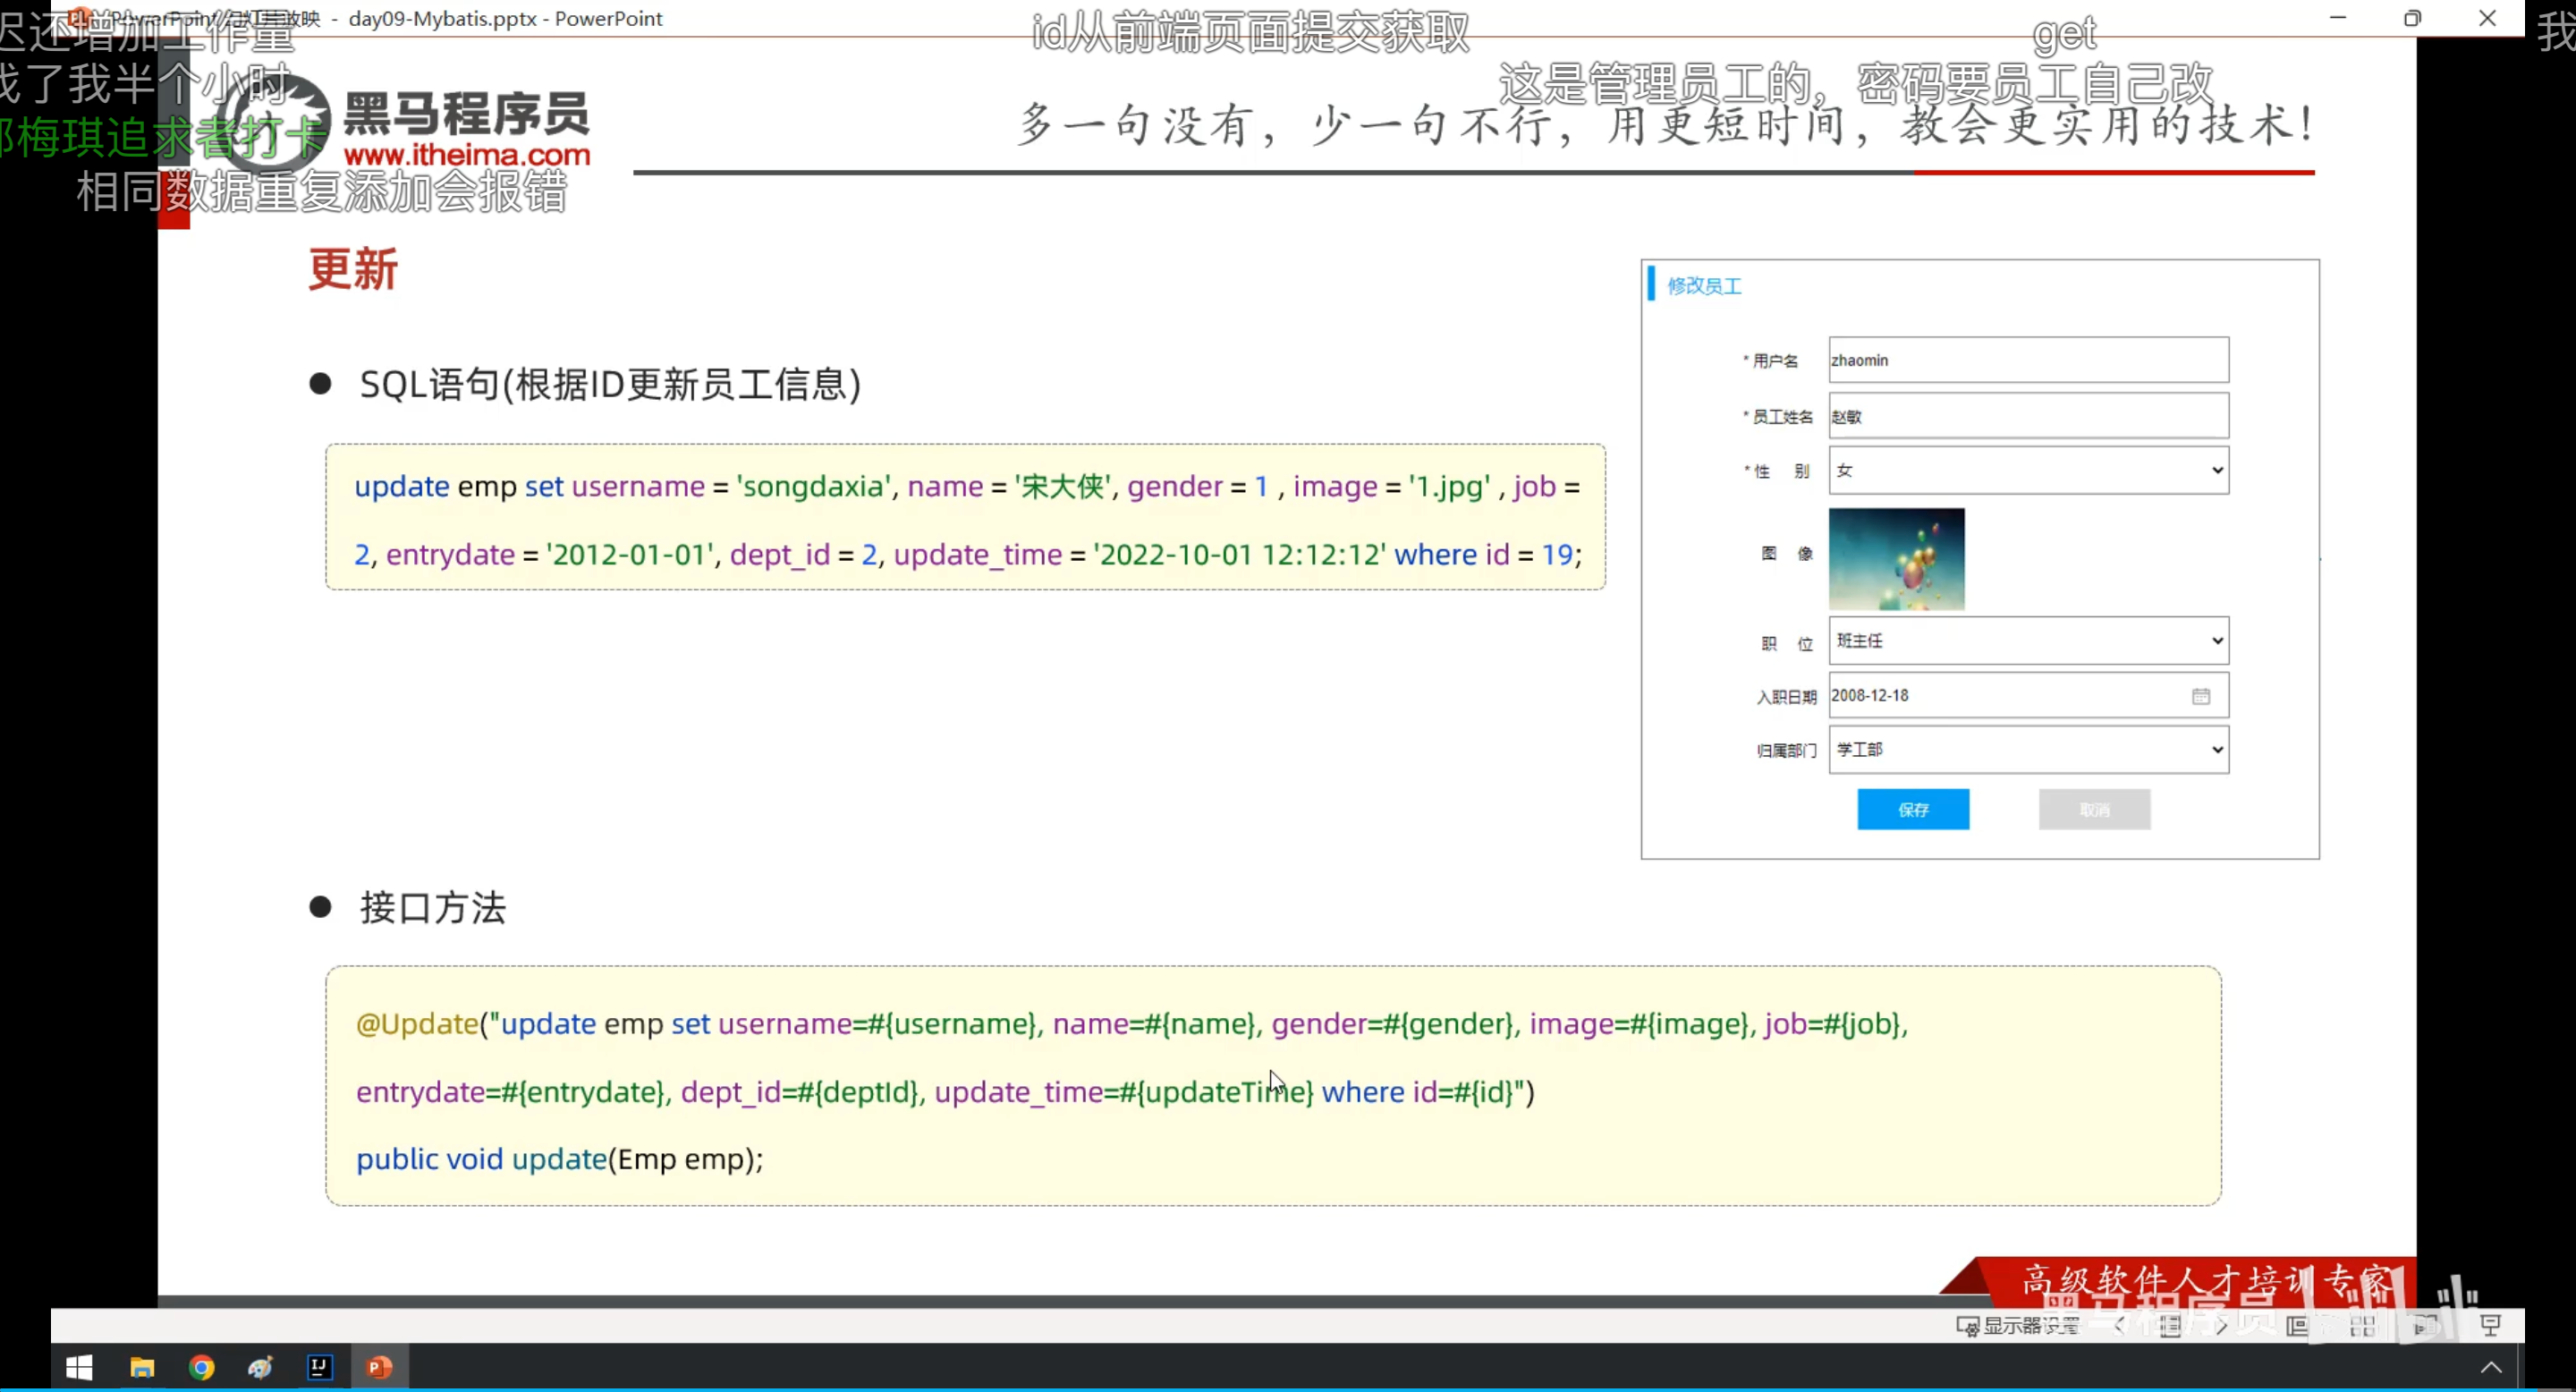 PowerPoint 幻灯片放映 - day09-Mybatis.pptx - PowerPoint
迟还增加工作量
id从前端页面提交获取
get
我
找了我半个小时
这是管理员工的，密码要员工自己改
郭梅琪追求者打卡
相同数据重复添加会报错
黑马程序员
www.itheima.com
多一句没有，少一句不行，用更短时间，教会更实用的技术！
更新
SQL语句(根据ID更新员工信息)
update emp set username = 'songdaxia', name = '宋大侠', gender = 1 , image = '1.jpg' , job =
2, entrydate = '2012-01-01', dept_id = 2, update_time = '2022-10-01 12:12:12' where id = 19;
修改员工
* 用户名 zhaomin
* 员工姓名 赵敏
* 性 别 女
图 像
职 位 班主任
入职日期 2008-12-18
归属部门 学工部
保存 取消
接口方法
@Update("update emp set username=#{username}, name=#{name}, gender=#{gender}, image=#{image}, job=#{job},
entrydate=#{entrydate}, dept_id=#{deptId}, update_time=#{updateTime} where id=#{id}")
public void update(Emp emp);
高级软件人才培训专家
黑马程序员
显示器设置